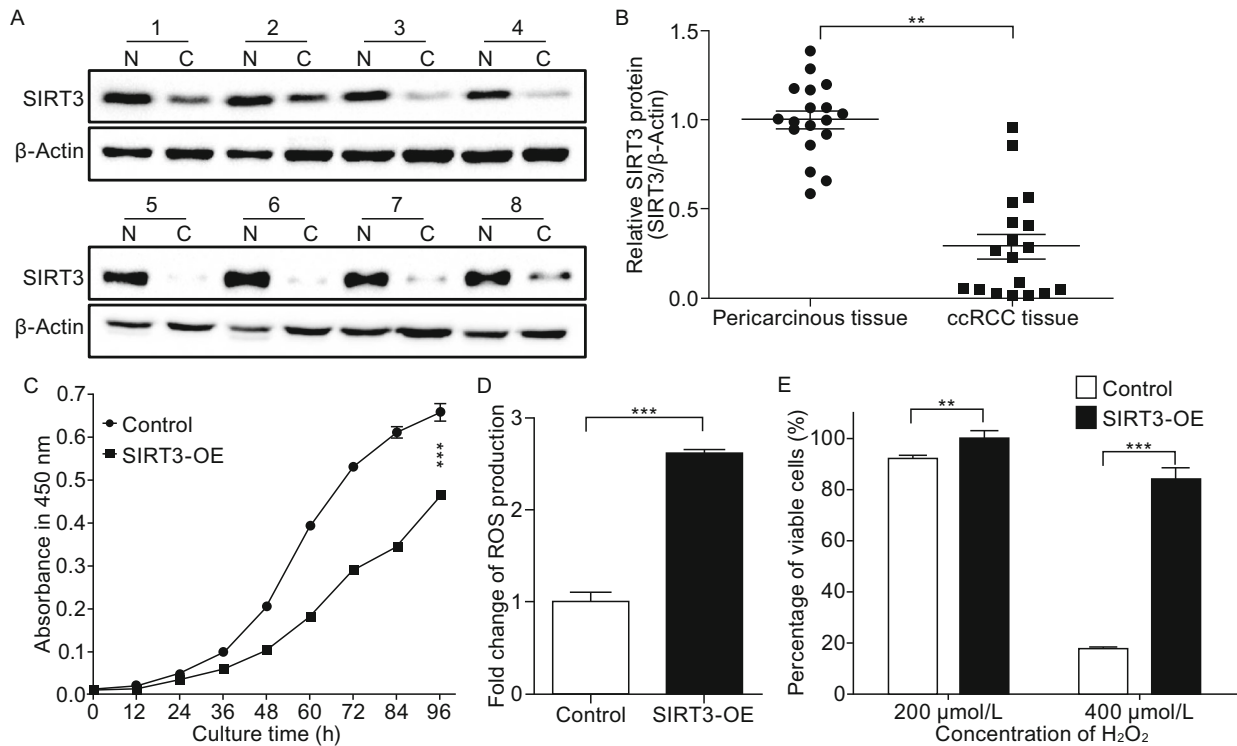 A
1 2 3 4
N C N C N C N C
SIRT3
β-Actin
5 6 7 8
N C N C N C N C
SIRT3
β-Actin
B
**
Relative SIRT3 protein
(SIRT3/β-Actin)
1.5
1.0
0.5
0.0
Pericarcinous tissue ccRCC tissue
C
Absorbance in 450 nm
0.7
0.6
0.5
0.4
0.3
0.2
0.1
0.0
Control
SIRT3-OE
***
0 12 24 36 48 60 72 84 96
Culture time (h)
D
Fold change of ROS production
3
2
1
0
***
Control SIRT3-OE
E
Control
SIRT3-OE
Percentage of viable cells (%)
100
80
60
40
20
0
**
***
200 μmol/L 400 μmol/L
Concentration of H₂O₂